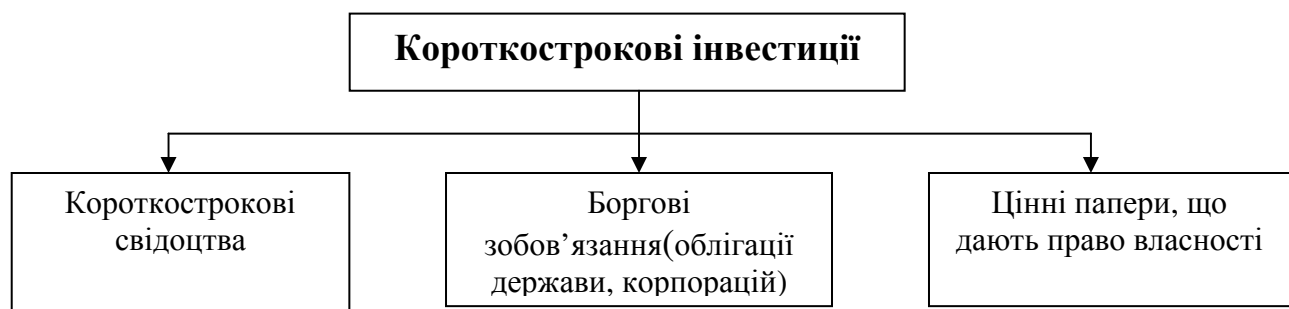 Короткострокові інвестиції
Короткострокові
свідоцтва
Боргові
зобов’язання(облігації
держави, корпорацій)
Цінні папери, що
дають право власності